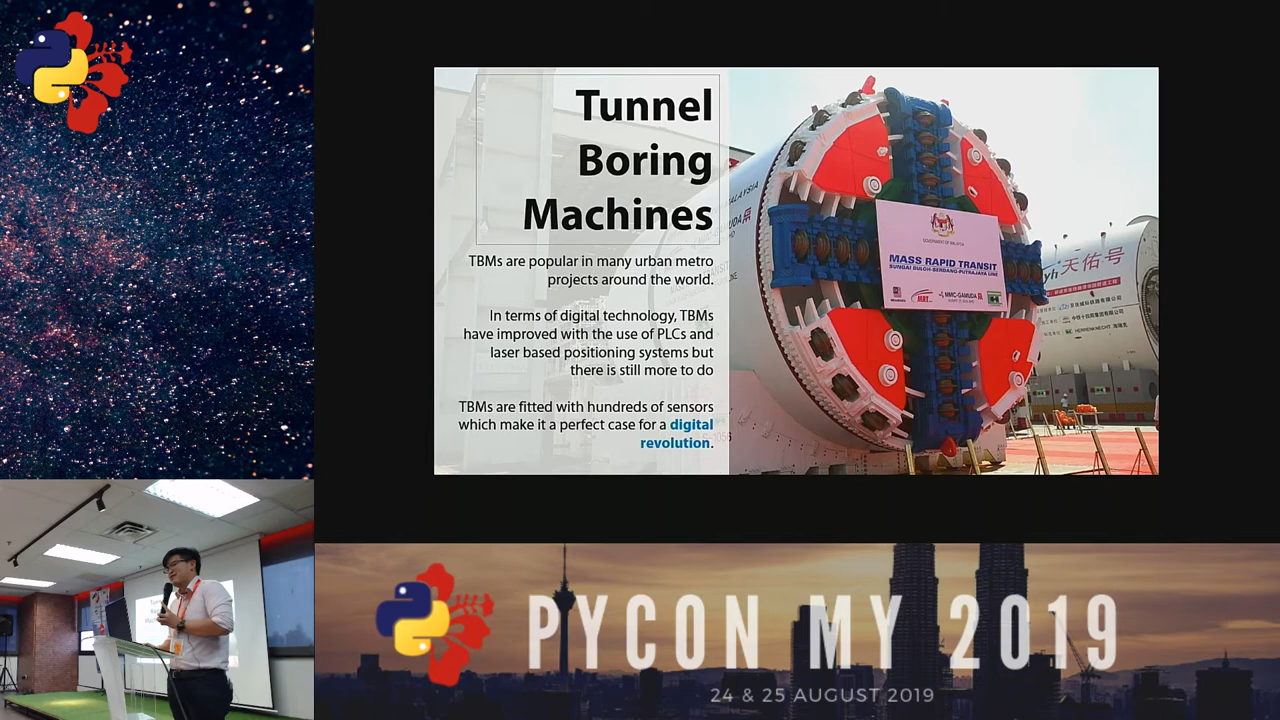 Tunnel
Boring
Machines
TBMs are popular in many urban metro
projects around the world.
In terms of digital technology, TBMs
have improved with the use of PLCs and
laser based positioning systems but
there is still more to do
TBMs are fitted with hundreds of sensors
which make it a perfect case for a digital
revolution.
GOVERNMENT OF MALAYSIA
MASS RAPID TRANSIT
SUNGAI BULOH-SERDANG-PUTRAJAYA LINE
MMC-GAMUDA
天佑号
PYCON MY 2019
24 & 25 AUGUST 2019